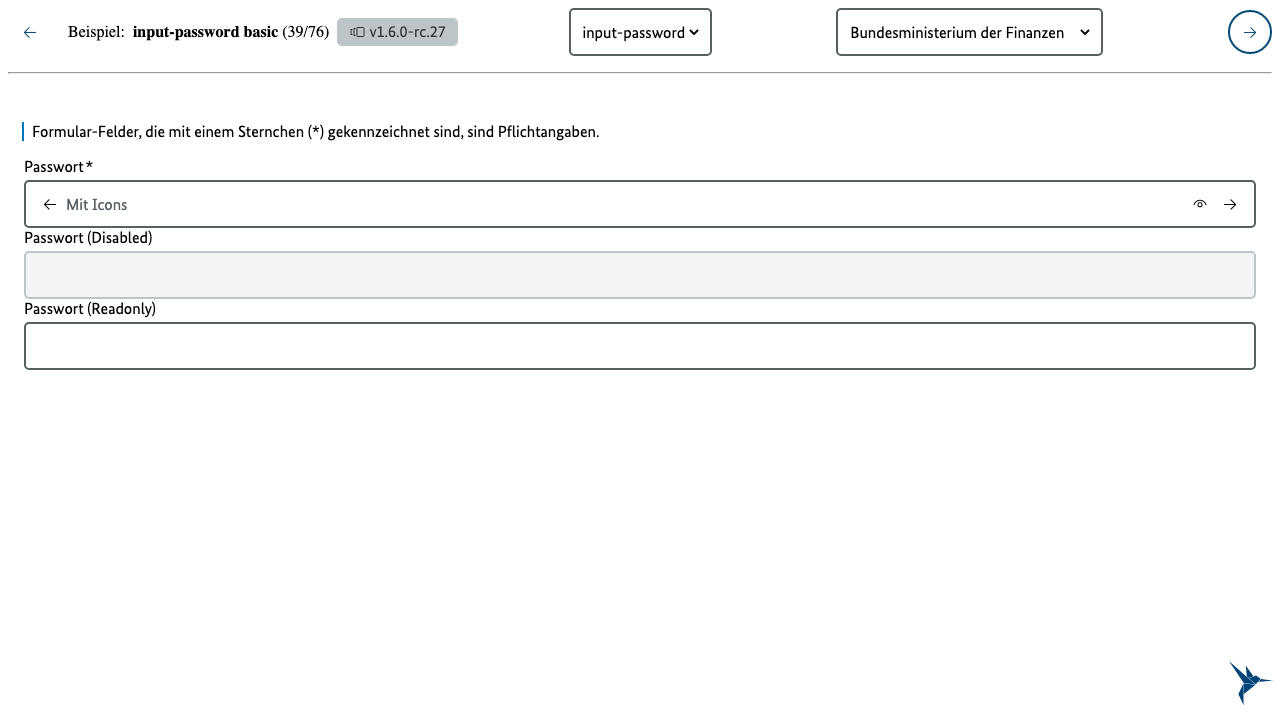 Beispiel: input-password basic (39/76) v1.6.0-rc.27 input-password Bundesministerium der Finanzen
Formular-Felder, die mit einem Sternchen (*) gekennzeichnet sind, sind Pflichtangaben.
Passwort*
Mit Icons
Passwort (Disabled)
Passwort (Readonly)